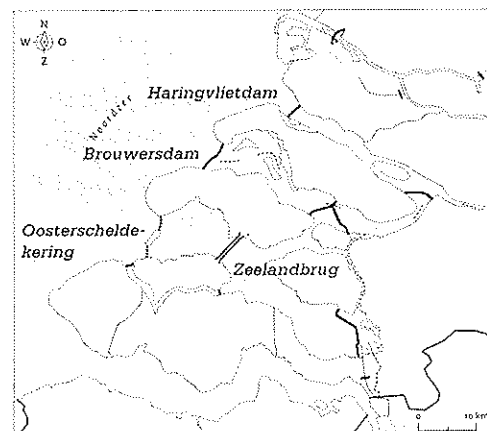 N
W O
Z
Noordzee
Haringvlietdam
Brouwersdam
Oosterschelde-
kering
Zeelandbrug
0 10 km